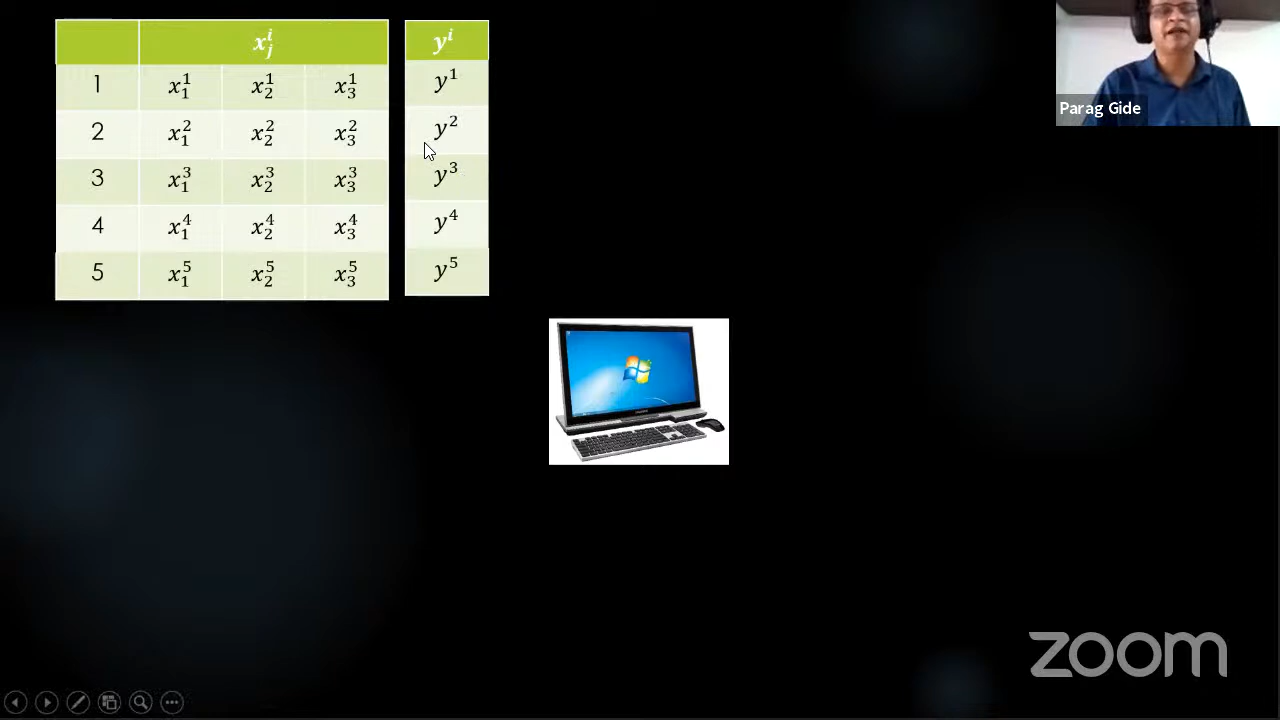 x_j^i y^i
1 x_1^1 x_2^1 x_3^1 y^1
2 x_1^2 x_2^2 x_3^2 y^2
3 x_1^3 x_2^3 x_3^3 y^3
4 x_1^4 x_2^4 x_3^4 y^4
5 x_1^5 x_2^5 x_3^5 y^5
Parag Gide
zoom